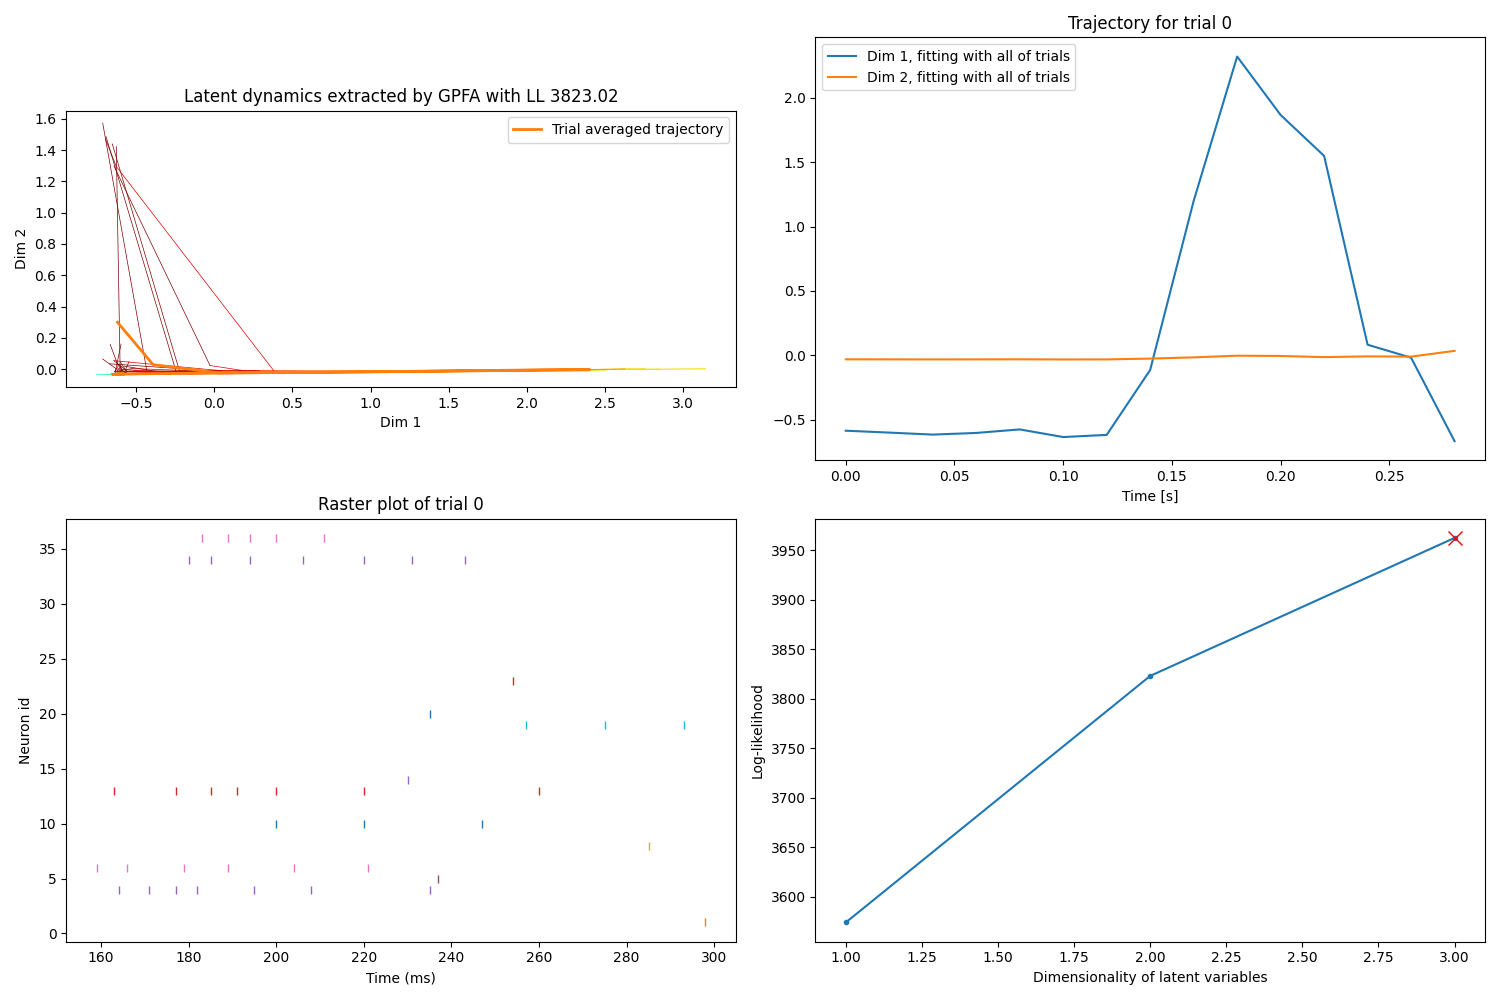 Latent dynamics extracted by GPFA with LL 3823.02
Trial averaged trajectory
1.6
1.4
1.2
1.0
0.8
0.6
0.4
0.2
0.0
Dim 2
−0.5 0.0 0.5 1.0 1.5 2.0 2.5 3.0
Dim 1
Trajectory for trial 0
Dim 1, fitting with all of trials
Dim 2, fitting with all of trials
2.0
1.5
1.0
0.5
0.0
−0.5
0.00 0.05 0.10 0.15 0.20 0.25
Time [s]
Raster plot of trial 0
35
30
25
20
15
10
5
0
Neuron id
160 180 200 220 240 260 280 300
Time (ms)
3950
3900
3850
3800
3750
3700
3650
3600
Log-likelihood
1.00 1.25 1.50 1.75 2.00 2.25 2.50 2.75 3.00
Dimensionality of latent variables